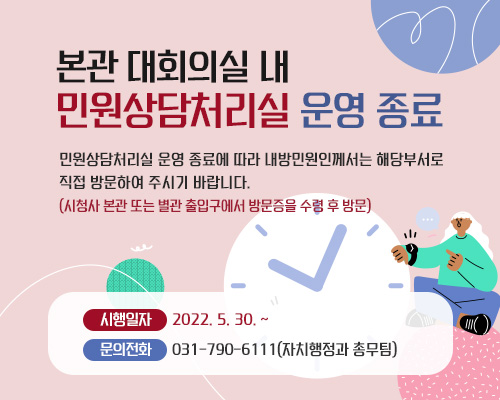 본관 대회의실 내
민원상담처리실 운영 종료
민원상담처리실 운영 종료에 따라 내방민원인께서는 해당부서로
직접 방문하여 주시기 바랍니다.
(시청사 본관 또는 별관 출입구에서 방문증을 수령 후 방문)
시행일자 2022. 5. 30. ~
문의전화 031-790-6111(자치행정과 총무팀)